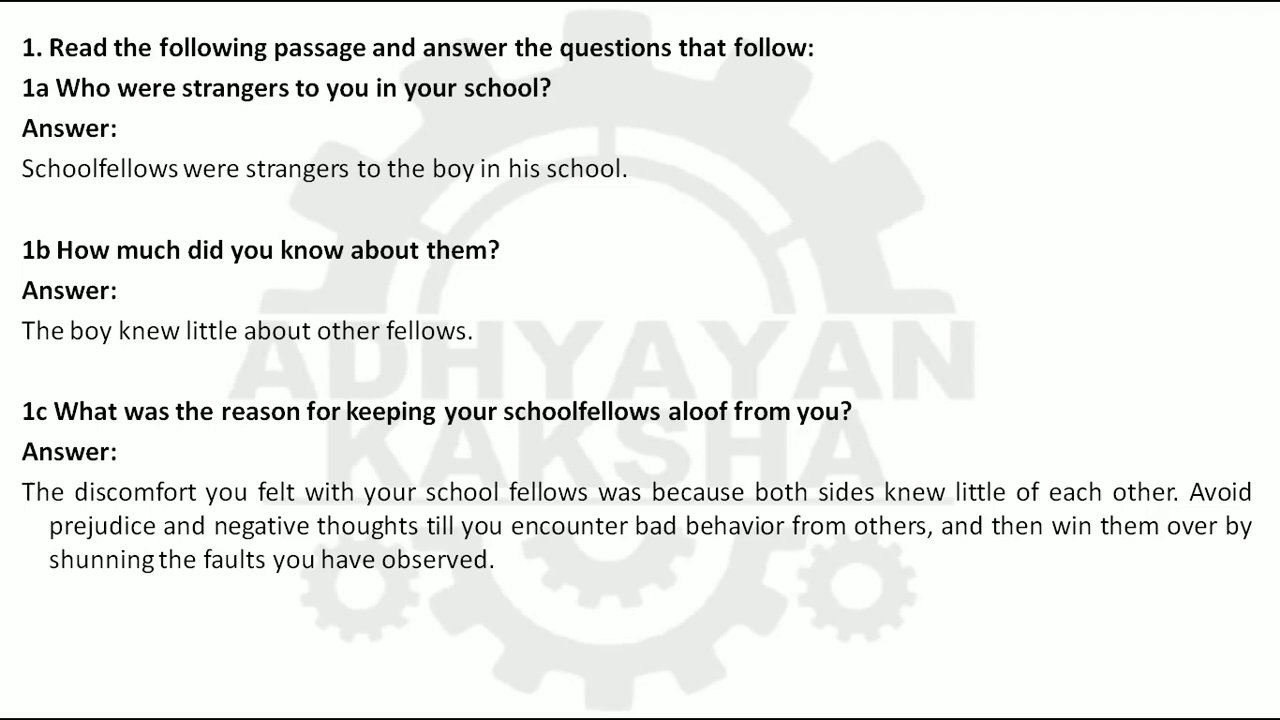 1. Read the following passage and answer the questions that follow:
1a Who were strangers to you in your school?
Answer:
Schoolfellows were strangers to the boy in his school.
1b How much did you know about them?
Answer:
The boy knew little about other fellows.
ADHYAYAN
1c What was the reason for keeping your schoolfellows aloof from you?
KAKSHA
Answer:
The discomfort you felt with your school fellows was because both sides knew little of each other. Avoid
prejudice and negative thoughts till you encounter bad behavior from others, and then win them over by
shunning the faults you have observed.